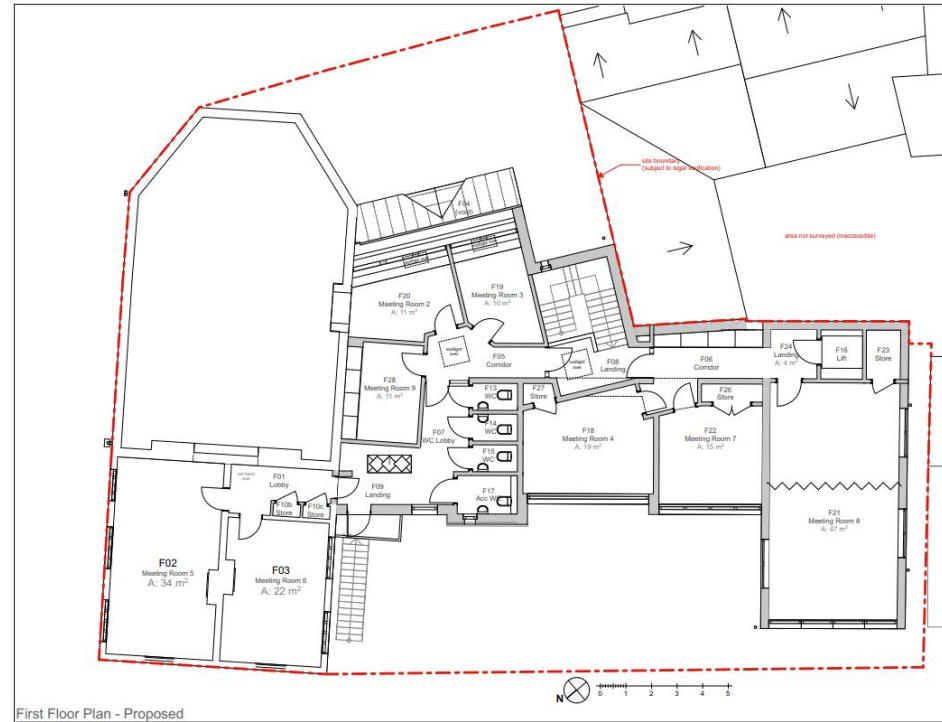 site boundary
(subject to legal verification)
area not surveyed (inaccessible)
F04
(void)
F19
Meeting Room 3
A: 10 m²
F20
Meeting Room 2
A: 11 m²
rooflight
over
F05
Corridor
rooflight
over
F08
Landing
F06
Corridor
F24
Landing
A: 4 m²
F16
Lift
F23
Store
F28
Meeting Room 9
A: 11 m²
F13
WC
F27
Store
F26
Store
F14
WC
F07
WC Lobby
F18
Meeting Room 4
A: 19 m²
F22
Meeting Room 7
A: 15 m²
F15
WC
F01
Lobby
F09
Landing
F17
Acc WC
F10b
Store
F10c
Store
F21
Meeting Room 8
A: 47 m²
F02
Meeting Room 5
A: 34 m²
F03
Meeting Room 6
A: 22 m²
N
0 1 2 3 4 5
First Floor Plan - Proposed